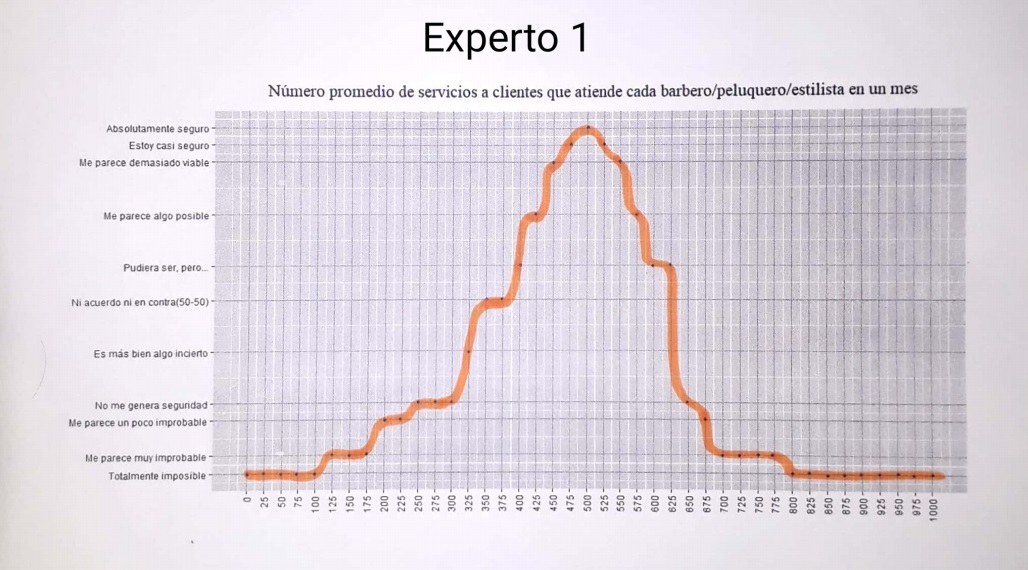 Experto 1
Número promedio de servicios a clientes que atiende cada barbero/peluquero/estilista en un mes
Absolutamente seguro
Estoy casi seguro
Me parece demasiado viable
Me parece algo posible
Pudiera ser, pero...
Ni acuerdo ni en contra(50-50)
Es más bien algo incierto
No me genera seguridad
Me parece un poco improbable
Me parece muy improbable
Totalmente imposible
0 25 50 75 100 125 150 175 200 225 250 275 300 325 350 375 400 425 450 475 500 525 550 575 600 625 650 675 700 725 750 775 800 825 850 875 900 925 950 975 1000